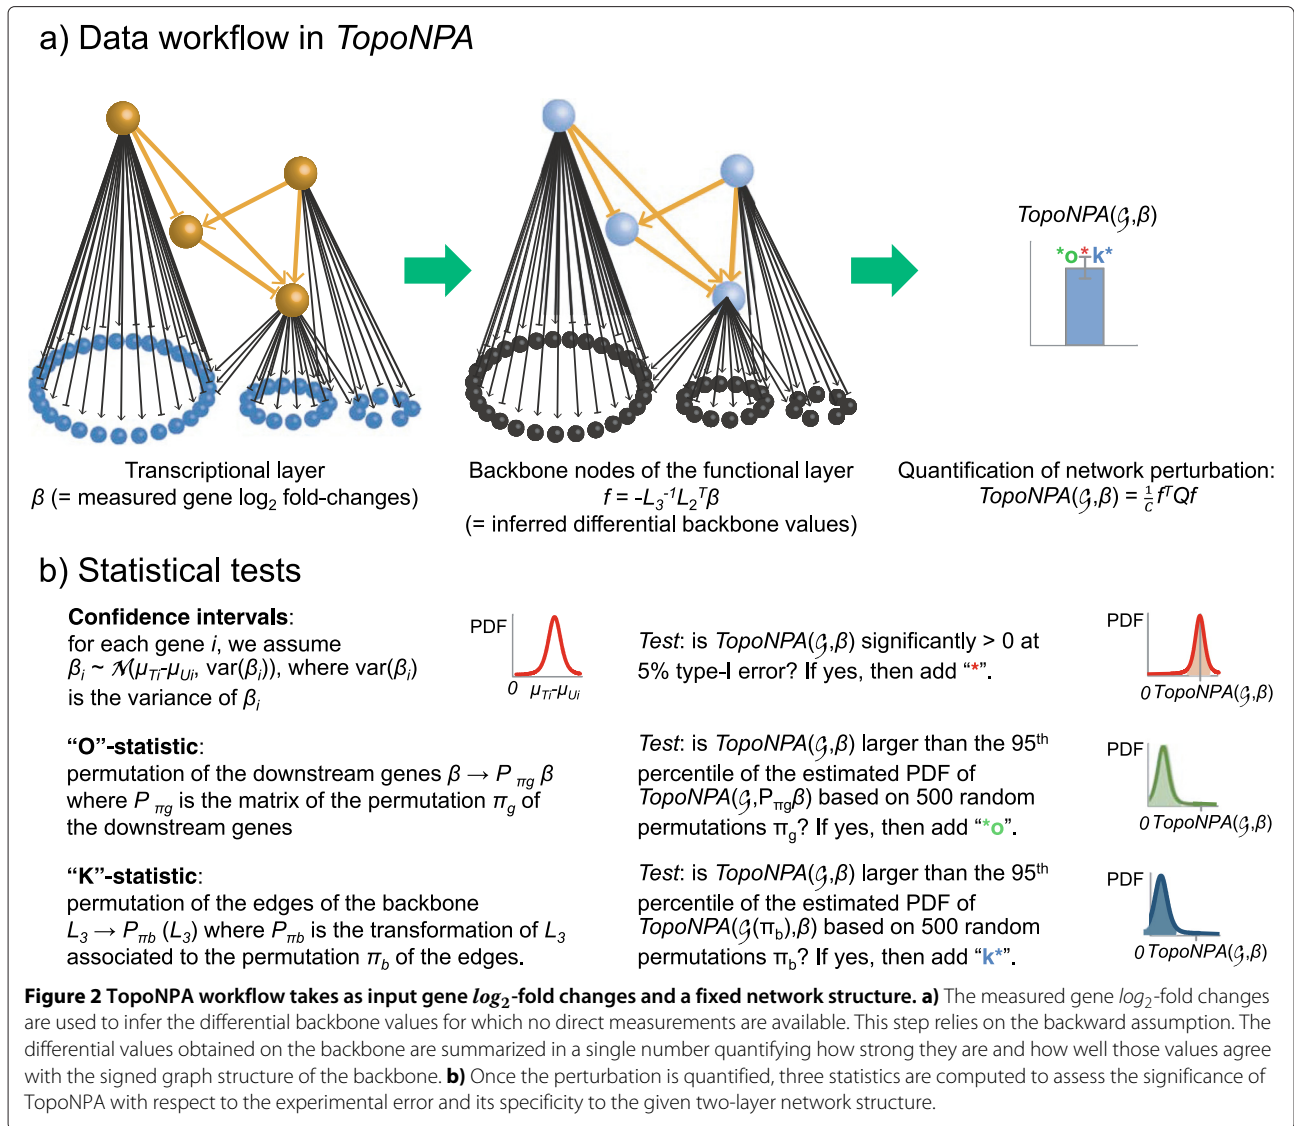 a) Data workflow in TopoNPA
TopoNPA(𝒢,β)
*o*k*
Transcriptional layer
β (= measured gene log₂ fold-changes)
Backbone nodes of the functional layer
f = -L₃⁻¹L₂ᵀβ
(= inferred differential backbone values)
Quantification of network perturbation:
TopoNPA(𝒢,β) = 1/C fᵀQf
b) Statistical tests
Confidence intervals:
for each gene i, we assume
βᵢ ~ 𝒩(μ_Ti-μ_Ui, var(βᵢ)), where var(βᵢ)
is the variance of βᵢ
PDF
0 μ_Ti-μ_Ui
Test: is TopoNPA(𝒢,β) significantly > 0 at
5% type-I error? If yes, then add “*”.
PDF
0 TopoNPA(𝒢,β)
“O”-statistic:
permutation of the downstream genes β → P_πg β
where P_πg is the matrix of the permutation π_g of
the downstream genes
Test: is TopoNPA(𝒢,β) larger than the 95th
percentile of the estimated PDF of
TopoNPA(𝒢,P_πgβ) based on 500 random
permutations π_g? If yes, then add “*o”.
PDF
0 TopoNPA(𝒢,β)
“K”-statistic:
permutation of the edges of the backbone
L₃ → P_πb (L₃) where P_πb is the transformation of L₃
associated to the permutation π_b of the edges.
Test: is TopoNPA(𝒢,β) larger than the 95th
percentile of the estimated PDF of
TopoNPA(𝒢(π_b),β) based on 500 random
permutations π_b? If yes, then add “k*”.
PDF
0 TopoNPA(𝒢,β)
Figure 2 TopoNPA workflow takes as input gene log₂-fold changes and a fixed network structure. a) The measured gene log₂-fold changes
are used to infer the differential backbone values for which no direct measurements are available. This step relies on the backward assumption. The
differential values obtained on the backbone are summarized in a single number quantifying how strong they are and how well those values agree
with the signed graph structure of the backbone. b) Once the perturbation is quantified, three statistics are computed to assess the significance of
TopoNPA with respect to the experimental error and its specificity to the given two-layer network structure.